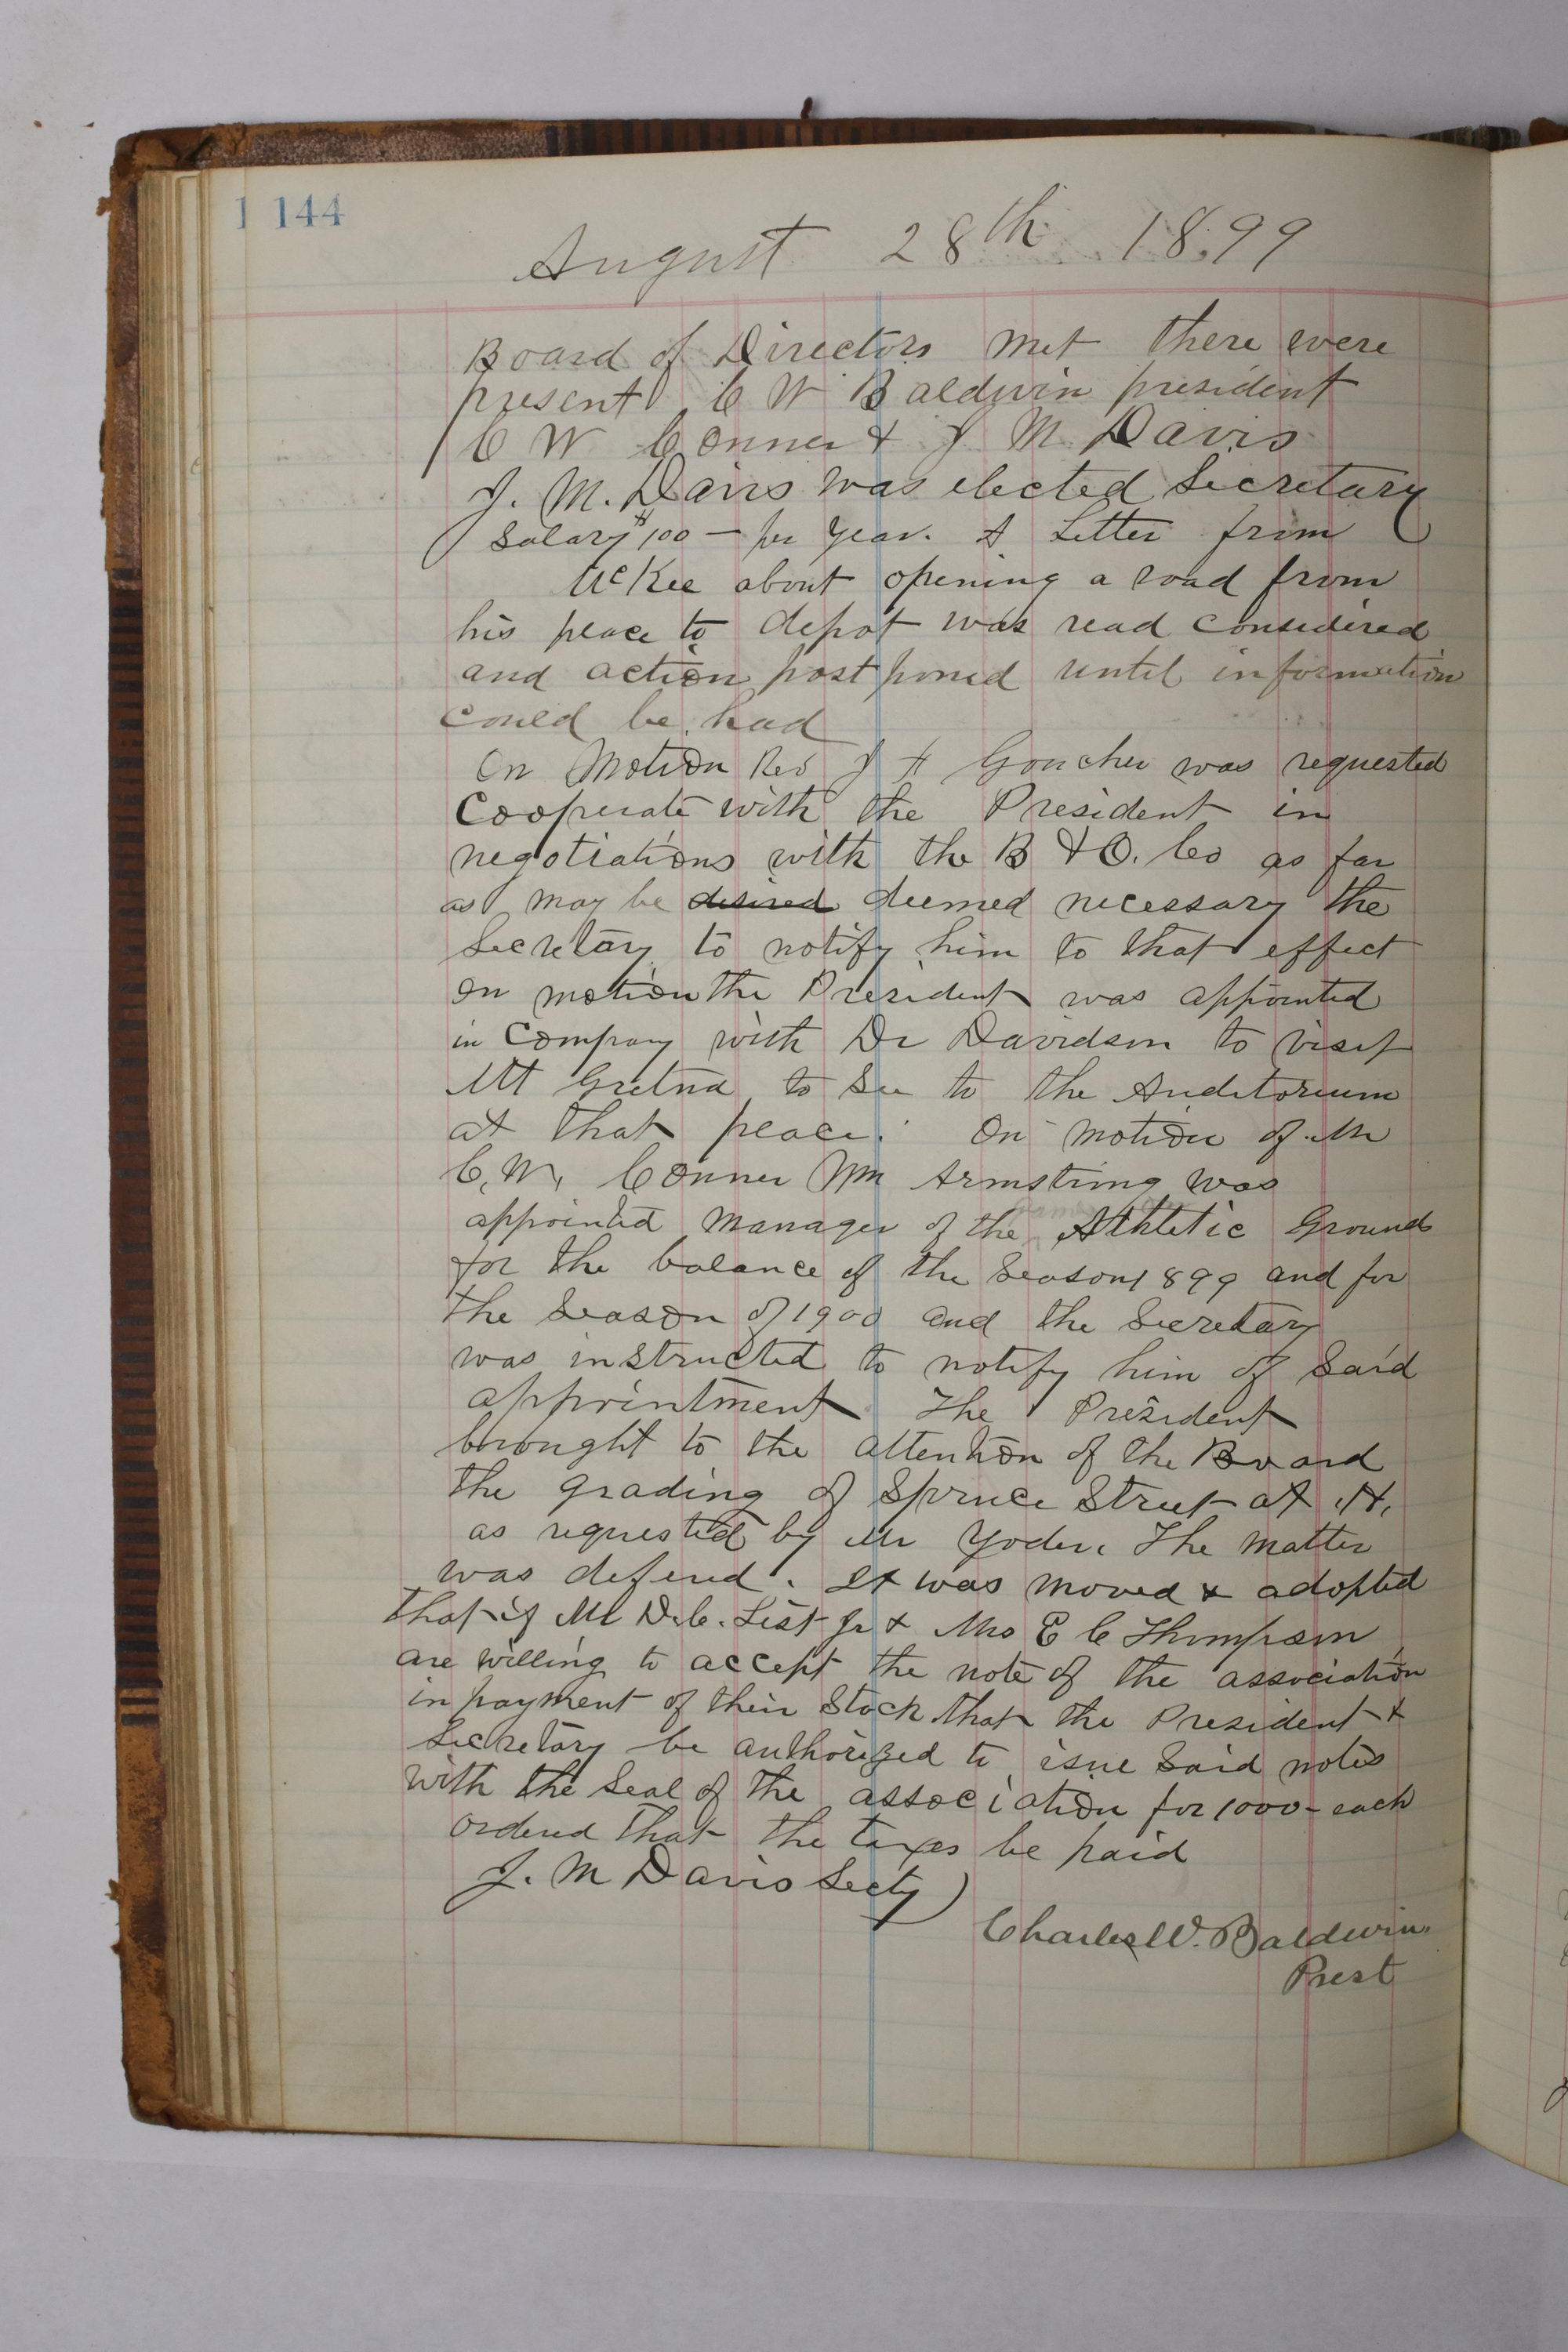 144
August 28th 1899
Board of Directors met there were
present C W Baldwin president
C W Conner & J M Davis
J. M. Davis was elected Secretary
Salary $100 — per year. A Letter from
McKee about opening a road from
his place to depot was read considered
and action postponed until information
could be had
On Motion Rev J F Goucher was requested
Cooperate with the President in
negotiations with the B & O. Co as far
as may be desired deemed necessary the
Secretary to notify him to that effect
On motion the President was appointed
in Company with Dr Davidson to visit
Mt Gretna to See to the Auditorium
at that place. On motion of Mr
C. W. Conner Wm Armstrong was
appointed Manager of the Athletic Grounds
for the balance of the Season 1899 and for
the Season of 1900 and the Secretary
was instructed to notify him of Said
appointment The President
brought to the attention of the Board
the grading of Spruce Street at .H.
as requested by Mr Yoder. The matter
was defered. It was moved & adopted
that if Mr D.C. List Jr & Mrs E C Thompson
are willing to accept the note of the association
in payment of their Stock that the President &
Secretary be authorized to isue Said notes
with the Seal of the association for 1000- each
Ordered that the taxes be paid
J. M Davis Secty
Charles W. Baldwin.
Prest